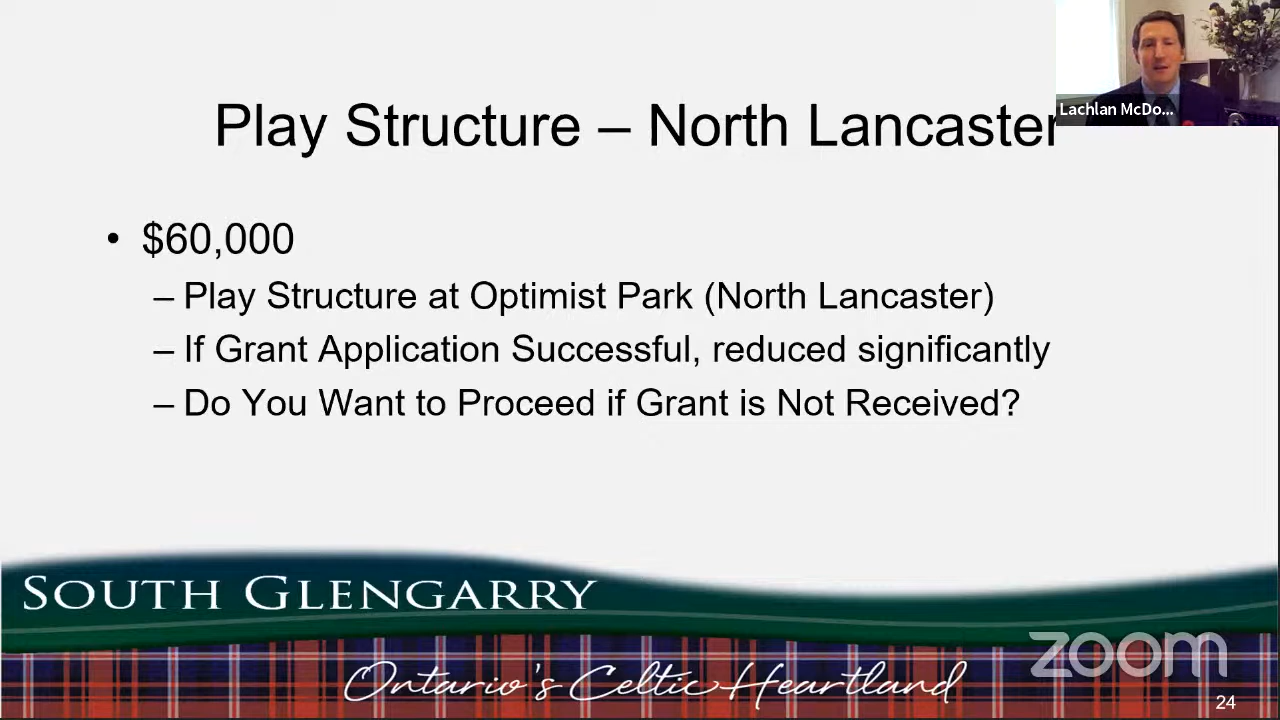 Lachlan McDo...
Play Structure – North Lancaster
• $60,000
– Play Structure at Optimist Park (North Lancaster)
– If Grant Application Successful, reduced significantly
– Do You Want to Proceed if Grant is Not Received?
SOUTH GLENGARRY
Ontario's Celtic Heartland
zoom
24